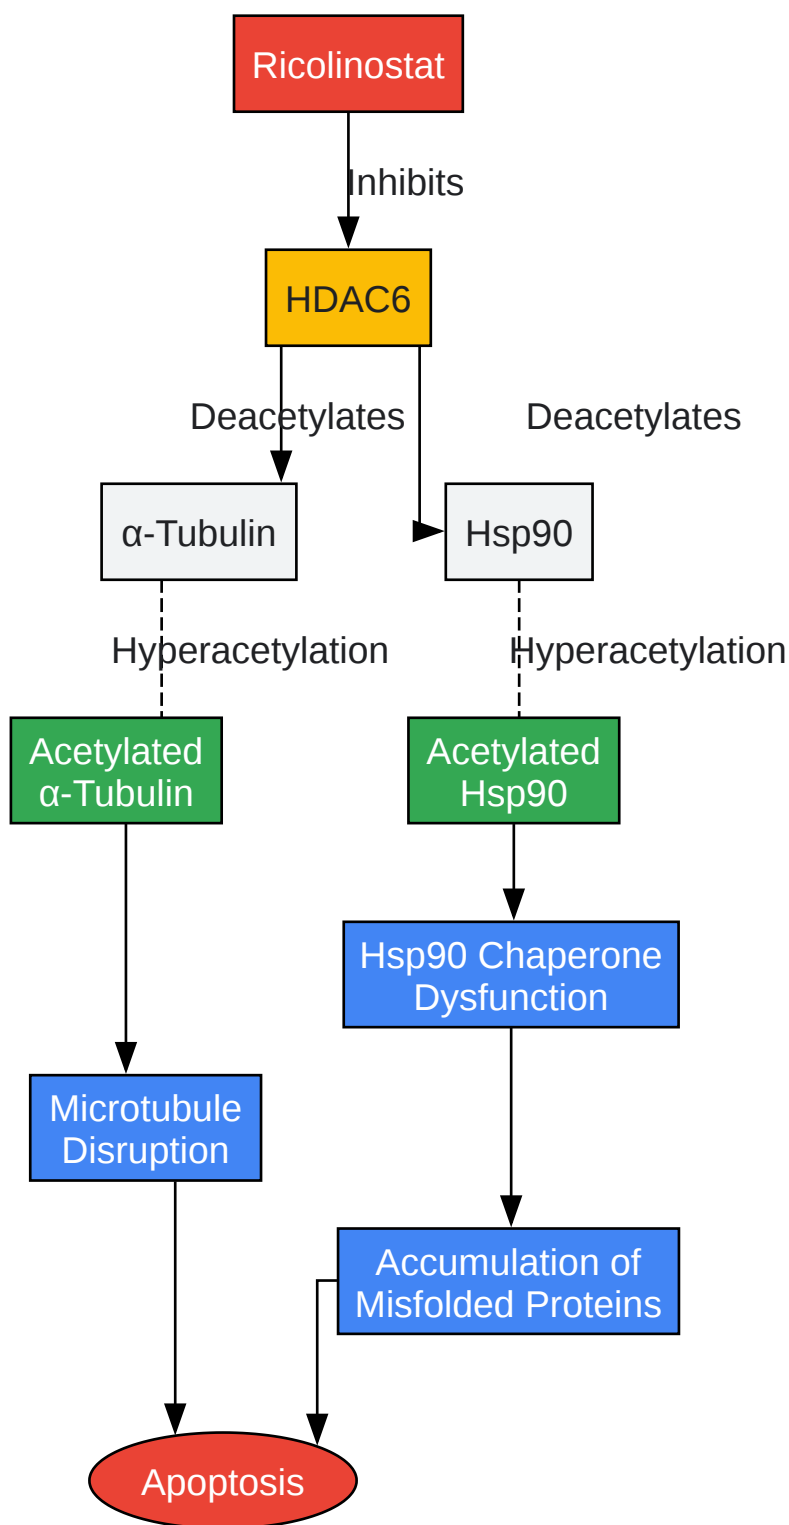 Ricolinostat
Inhibits
HDAC6
Deacetylates
Deacetylates
α-Tubulin
Hsp90
Hyperacetylation
Hyperacetylation
Acetylated
α-Tubulin
Acetylated
Hsp90
Hsp90 Chaperone
Dysfunction
Microtubule
Disruption
Accumulation of
Misfolded Proteins
Apoptosis